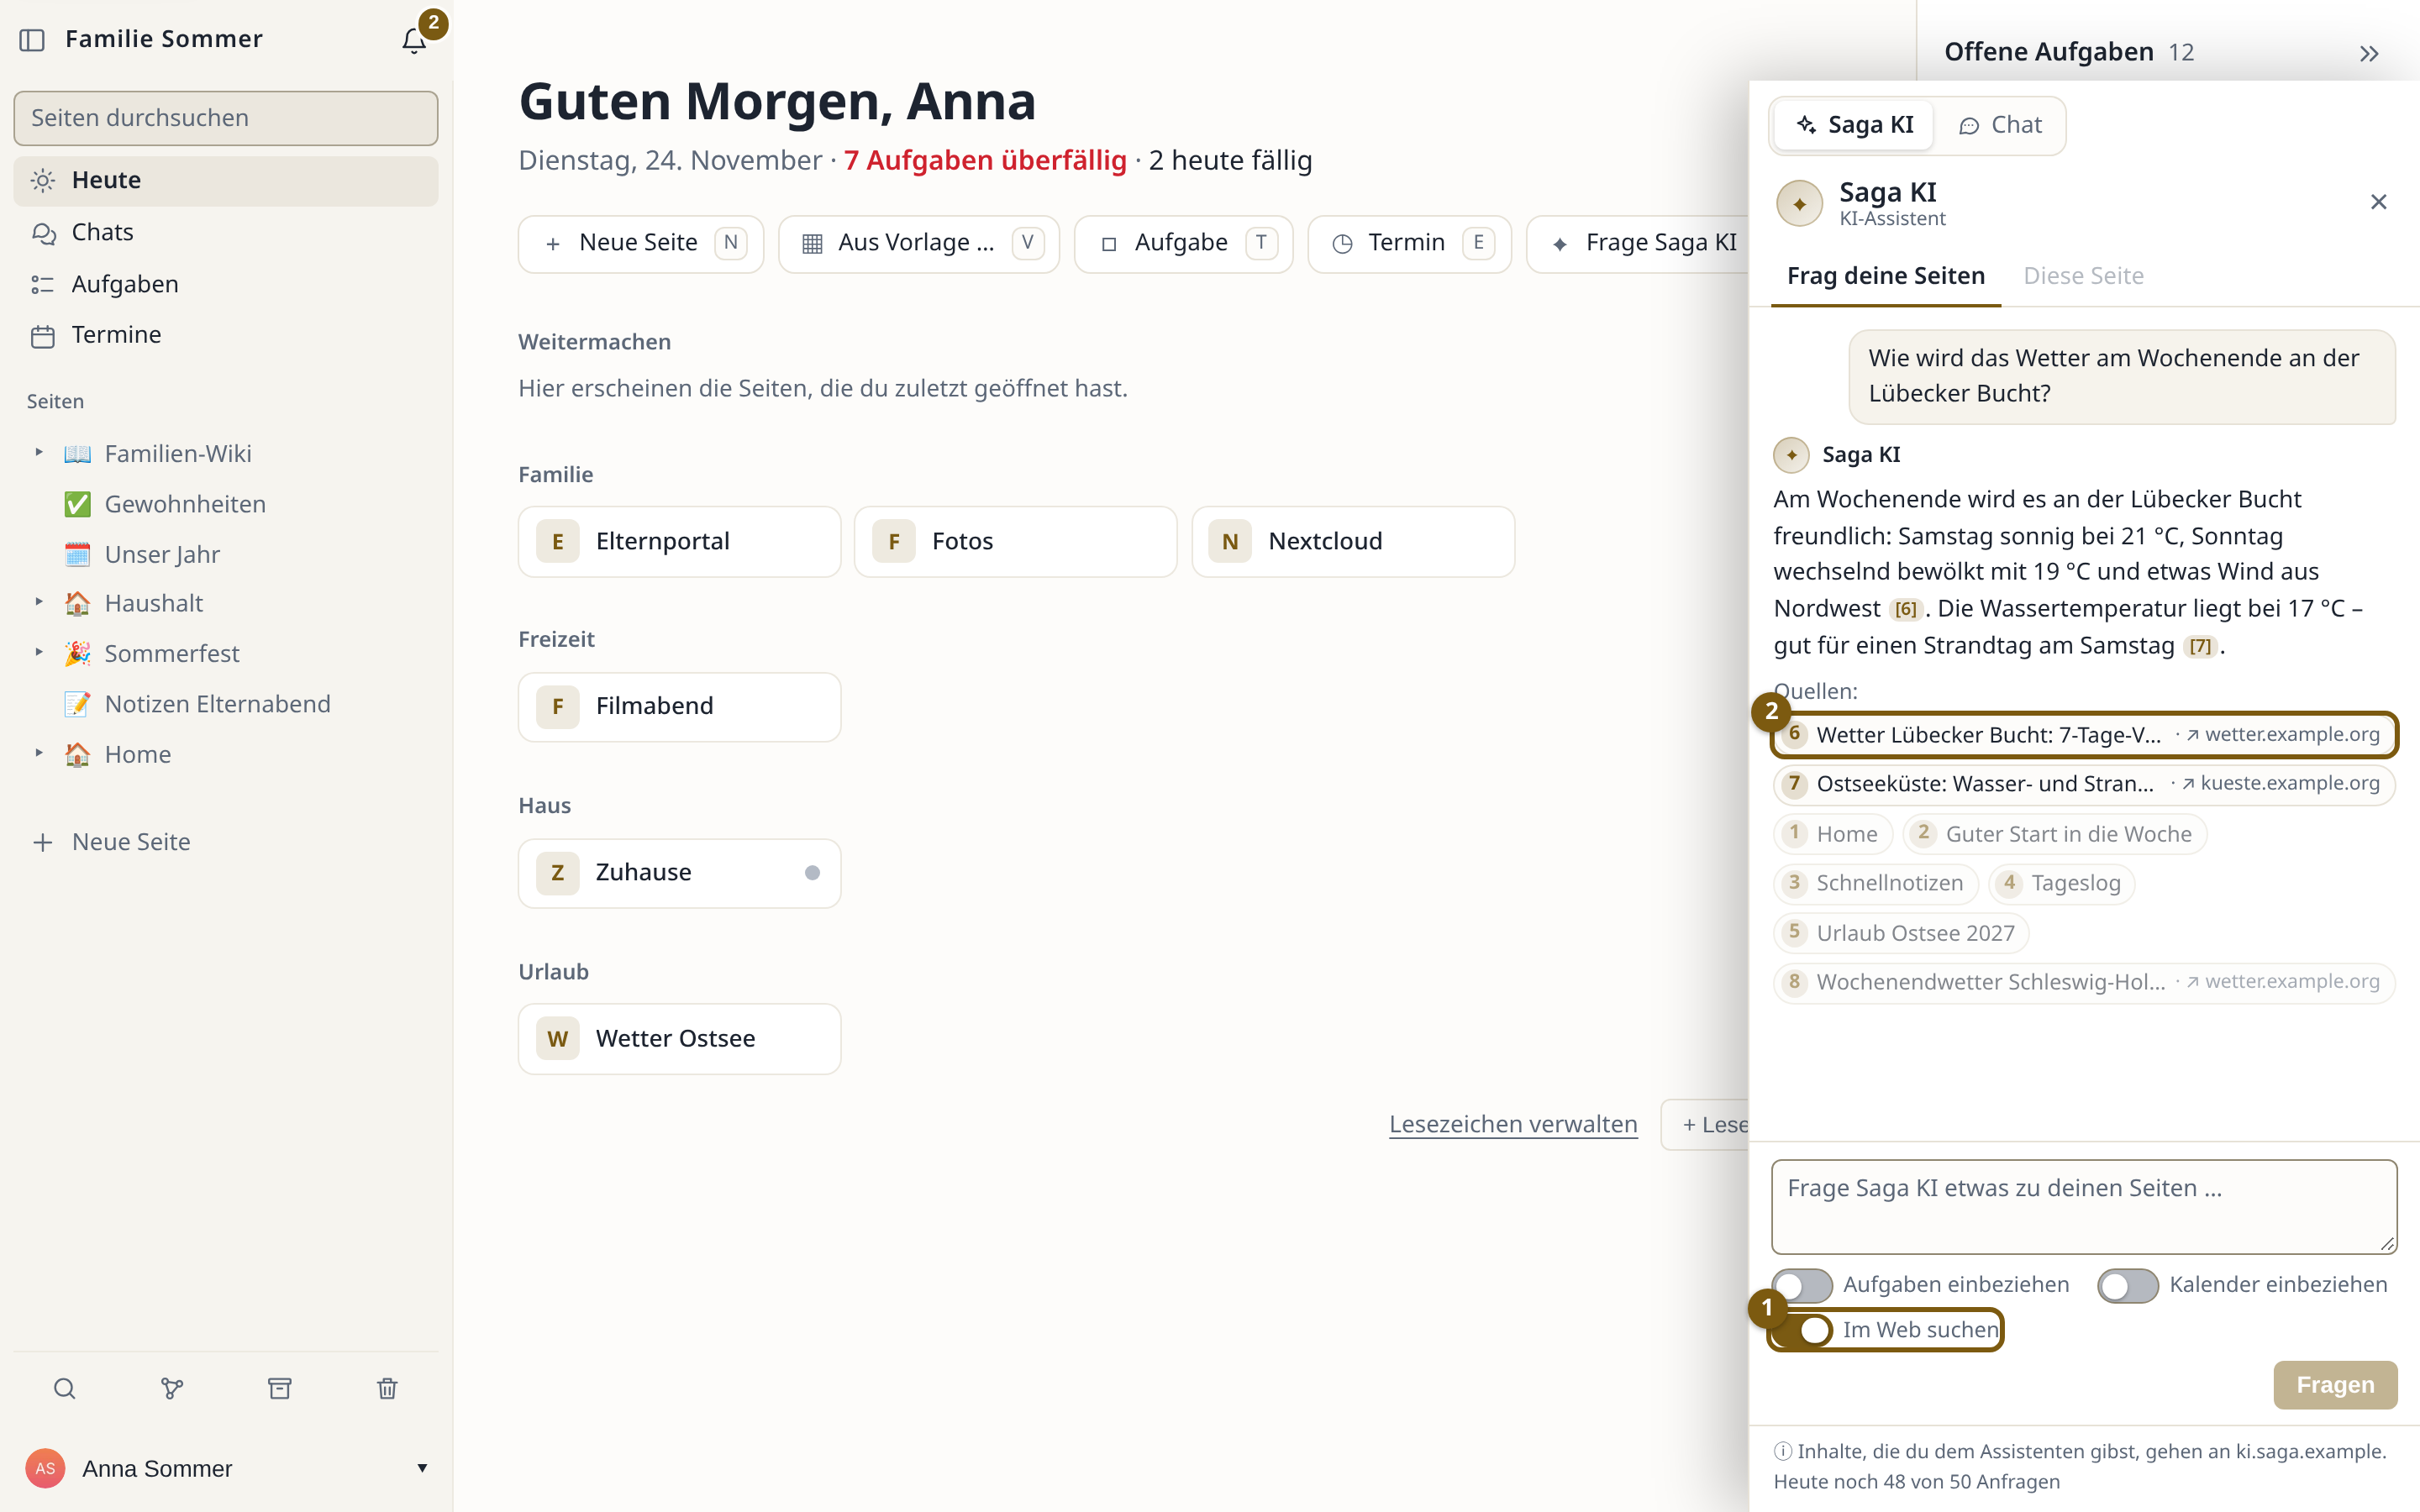 Familie Sommer
2
Seiten durchsuchen
Heute
Chats
Aufgaben
Termine
Seiten
Familien-Wiki
Gewohnheiten
Unser Jahr
Haushalt
Sommerfest
Notizen Elternabend
Home
Neue Seite
AS Anna Sommer
Guten Morgen, Anna
Dienstag, 24. November · 7 Aufgaben überfällig · 2 heute fällig
+ Neue Seite N
Aus Vorlage ... V
Aufgabe T
Termin E
Frage Saga KI
Weitermachen
Hier erscheinen die Seiten, die du zuletzt geöffnet hast.
Familie
E Elternportal
F Fotos
N Nextcloud
Freizeit
F Filmabend
Haus
Z Zuhause
Urlaub
W Wetter Ostsee
Lesezeichen verwalten
+ Lese
Offene Aufgaben 12
Saga KI
Chat
Saga KI
KI-Assistent
Frag deine Seiten
Diese Seite
Wie wird das Wetter am Wochenende an der
Lübecker Bucht?
Saga KI
Am Wochenende wird es an der Lübecker Bucht
freundlich: Samstag sonnig bei 21 °C, Sonntag
wechselnd bewölkt mit 19 °C und etwas Wind aus
Nordwest [6]. Die Wassertemperatur liegt bei 17 °C –
gut für einen Strandtag am Samstag [7].
Quellen:
2
6 Wetter Lübecker Bucht: 7-Tage-V... · ↗ wetter.example.org
7 Ostseeküste: Wasser- und Stran... · ↗ kueste.example.org
1 Home
2 Guter Start in die Woche
3 Schnellnotizen
4 Tageslog
5 Urlaub Ostsee 2027
8 Wochenendwetter Schleswig-Hol... · ↗ wetter.example.org
Frage Saga KI etwas zu deinen Seiten ...
Aufgaben einbeziehen
Kalender einbeziehen
1
Im Web suchen
Fragen
ⓘ Inhalte, die du dem Assistenten gibst, gehen an ki.saga.example.
Heute noch 48 von 50 Anfragen